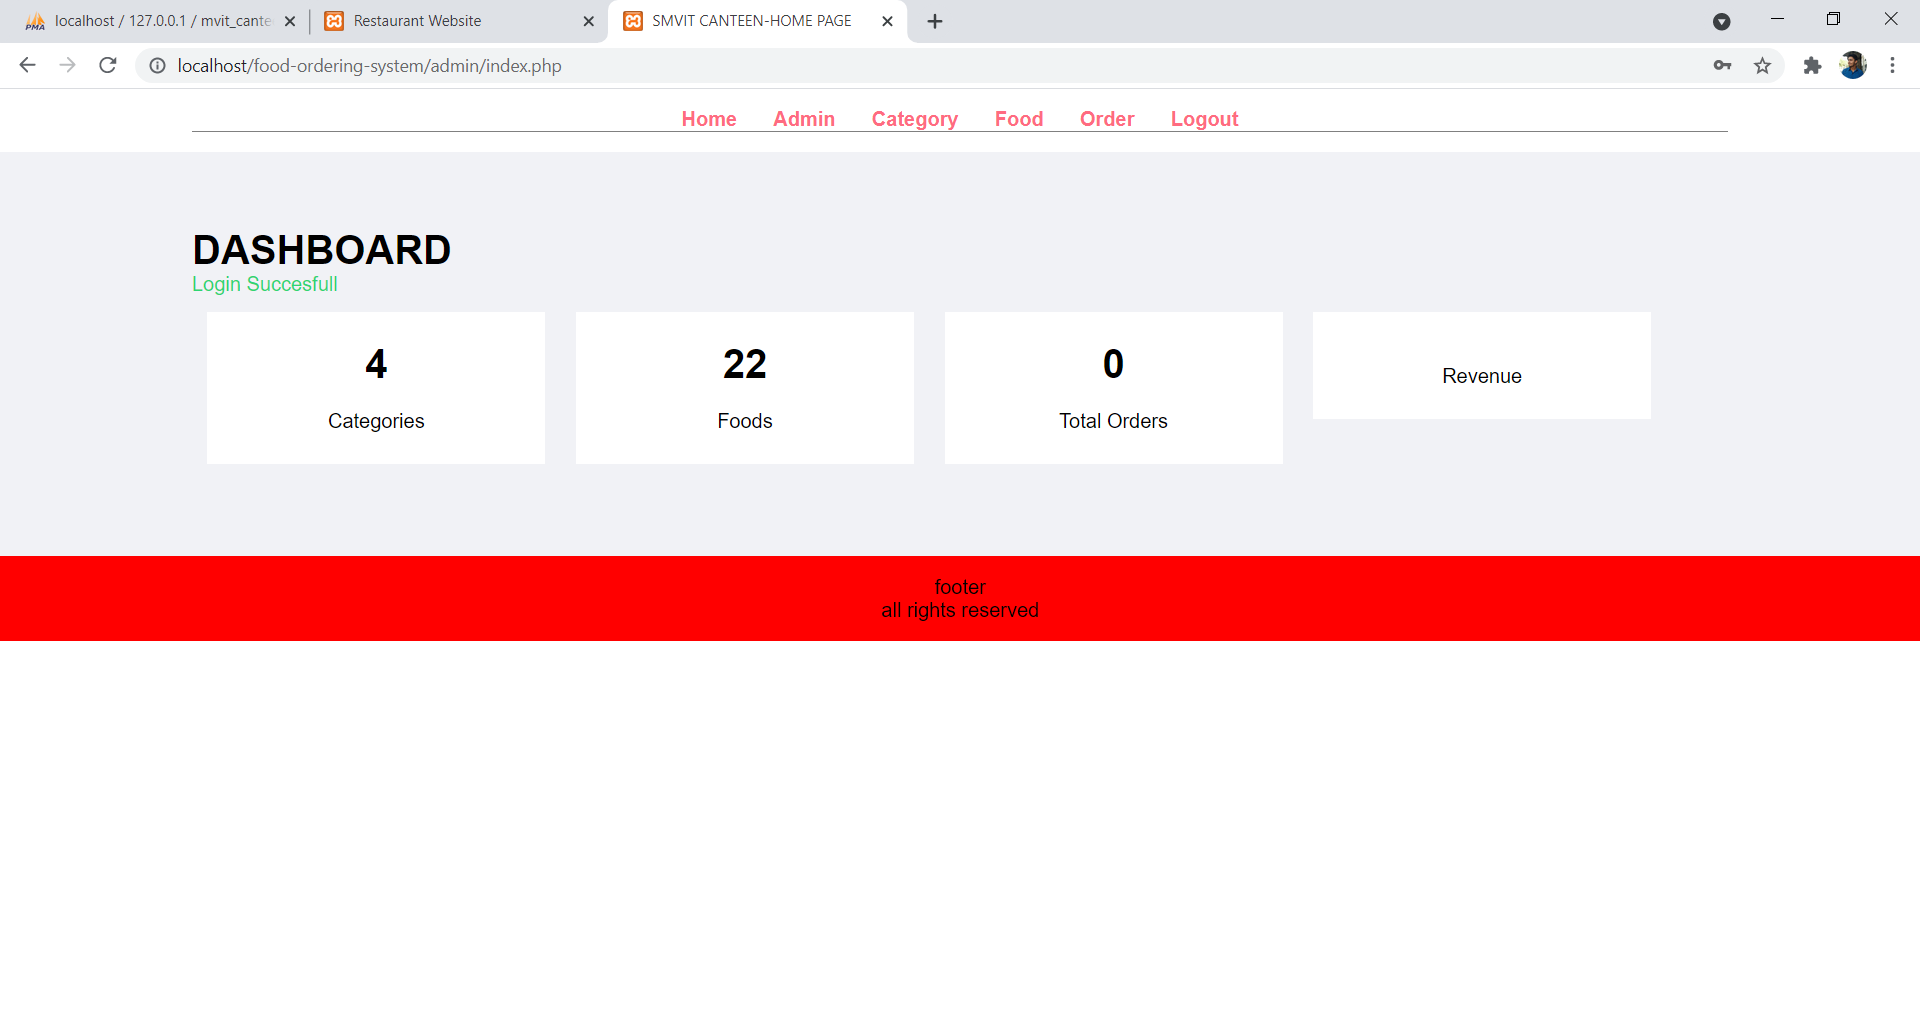 PMA localhost / 127.0.0.1 / mvit_cante
Restaurant Website
SMVIT CANTEEN-HOME PAGE
localhost/food-ordering-system/admin/index.php
Home Admin Category Food Order Logout
DASHBOARD
Login Succesfull
4
Categories
22
Foods
0
Total Orders
Revenue
footer
all rights reserved